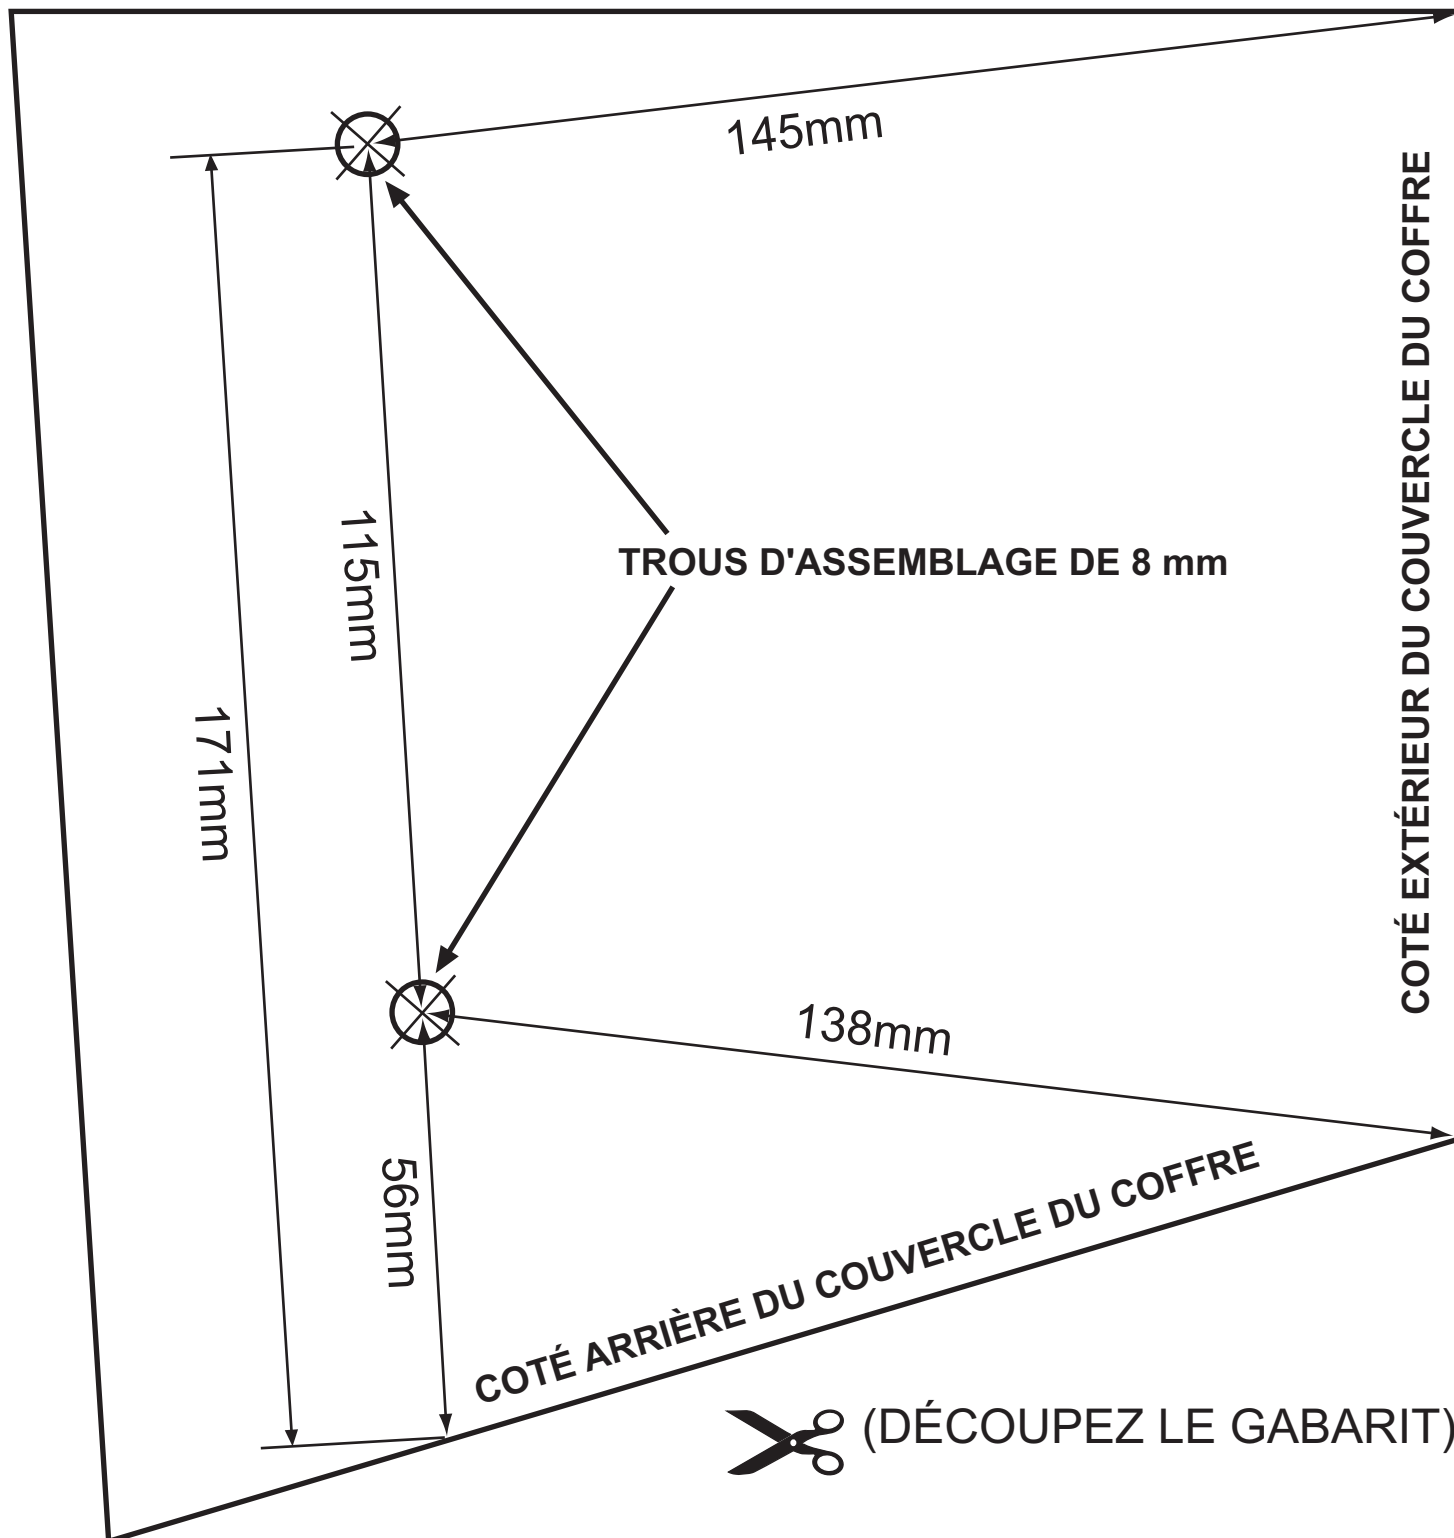 145mm
COTÉ EXTÉRIEUR DU COUVERCLE DU COFFRE
115mm
TROUS D'ASSEMBLAGE DE 8 mm
171mm
138mm
56mm
COTÉ ARRIÈRE DU COUVERCLE DU COFFRE
(DÉCOUPEZ LE GABARIT)